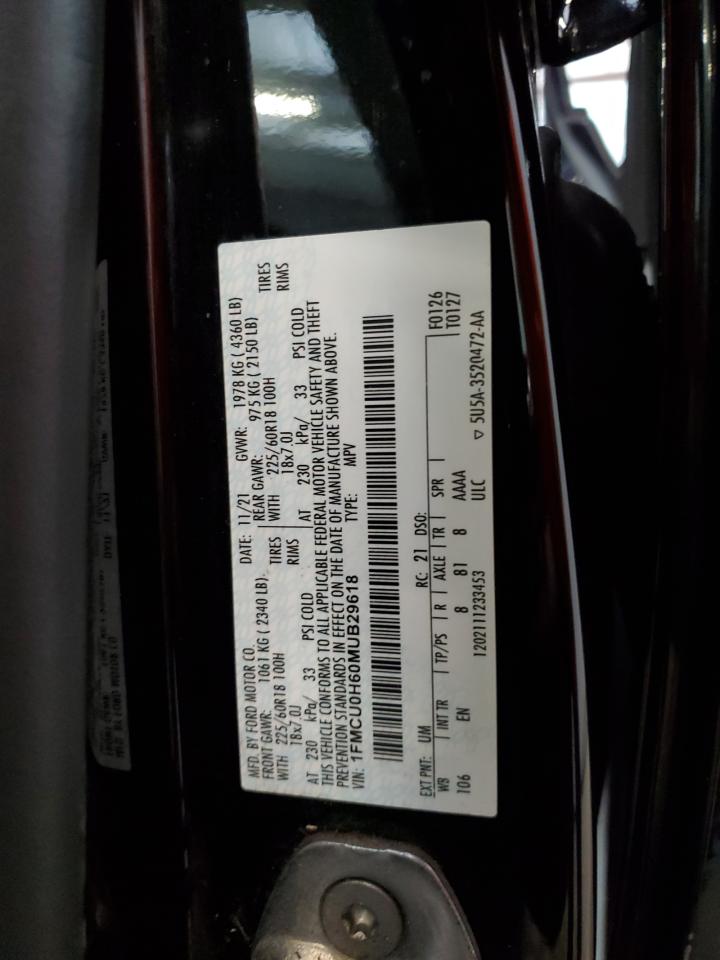 MFD. BY FORD MOTOR CO.
DATE: 11/21 GVWR: 1978 KG ( 4360 LB)
FRONT GAWR: 1061 KG ( 2340 LB) REAR GAWR: 975 KG ( 2150 LB)
WITH 225/60R18 100H TIRES WITH 225/60R18 100H TIRES
18x7.0J RIMS 18x7.0J RIMS
AT 230 kPa/ 33 PSI COLD AT 230 kPa/ 33 PSI COLD
THIS VEHICLE CONFORMS TO ALL APPLICABLE FEDERAL MOTOR VEHICLE SAFETY AND THEFT
PREVENTION STANDARDS IN EFFECT ON THE DATE OF MANUFACTURE SHOWN ABOVE.
VIN: 1FMCU0H60MUB29618 TYPE: MPV
EXT PNT: UM RC: 21 DSO: F0126
WB INT TR TP/PS R AXLE TR SPR T0127
106 EN 8 81 8 AAAA
1202111233453 ULC ▽ 5U5A-3520472-AA